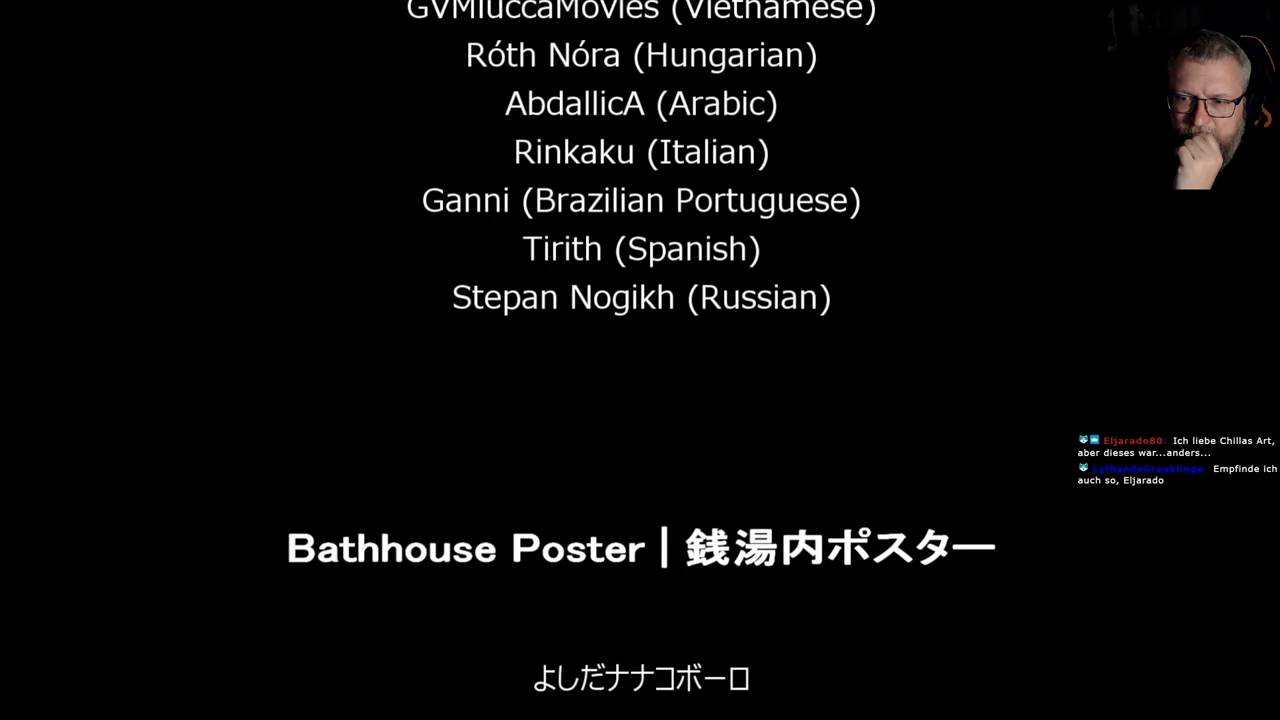 GVMluccaMovies (Vietnamese)
Róth Nóra (Hungarian)
AbdallicA (Arabic)
Rinkaku (Italian)
Ganni (Brazilian Portuguese)
Tirith (Spanish)
Stepan Nogikh (Russian)
Bathhouse Poster | 銭湯内ポスター
よしだナナコボーロ
Eljarado80: Ich liebe Chillas Art,
aber dieses war...anders...
LythandaGrauklinge: Empfinde ich
auch so, Eljarado